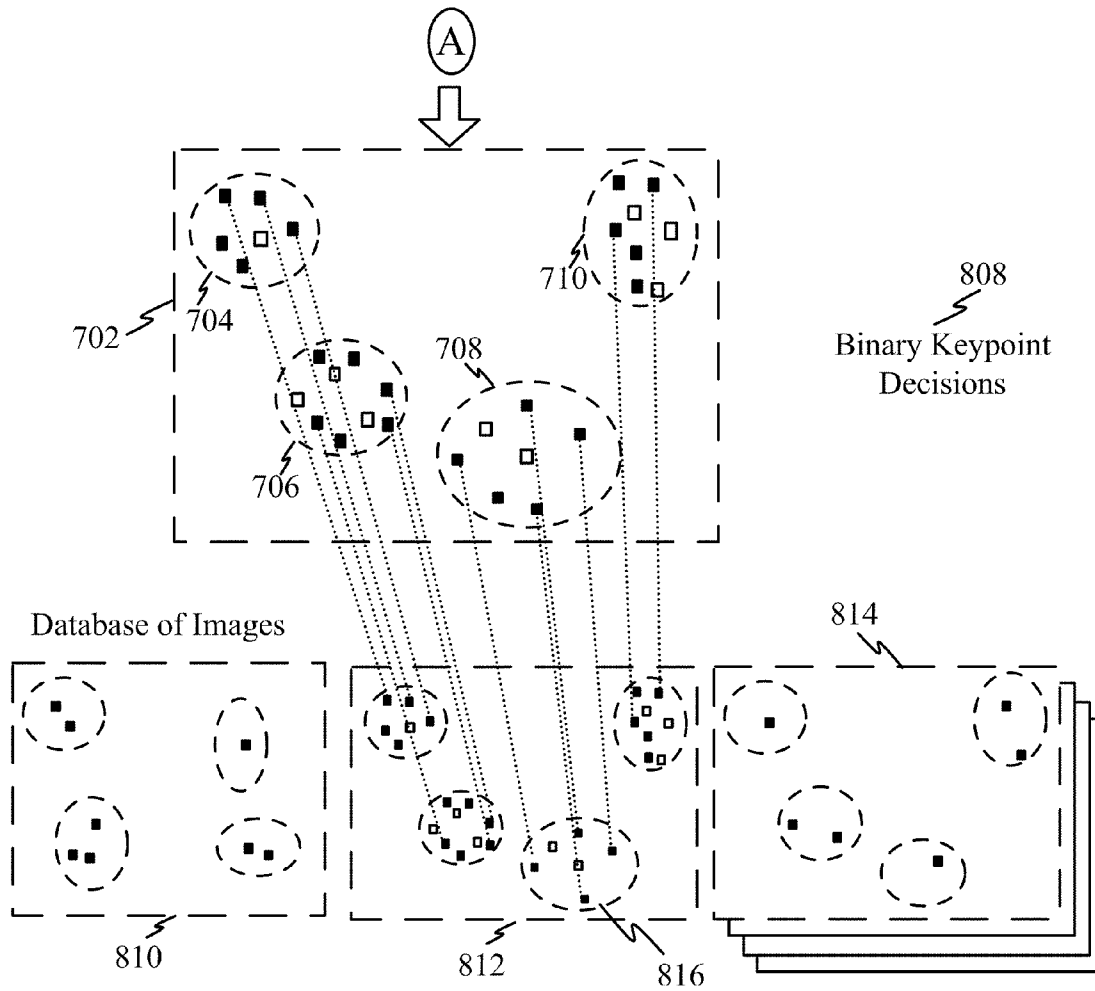 A
704
702
706
708
710
808
Binary Keypoint
Decisions
Database of Images
814
810
812
816